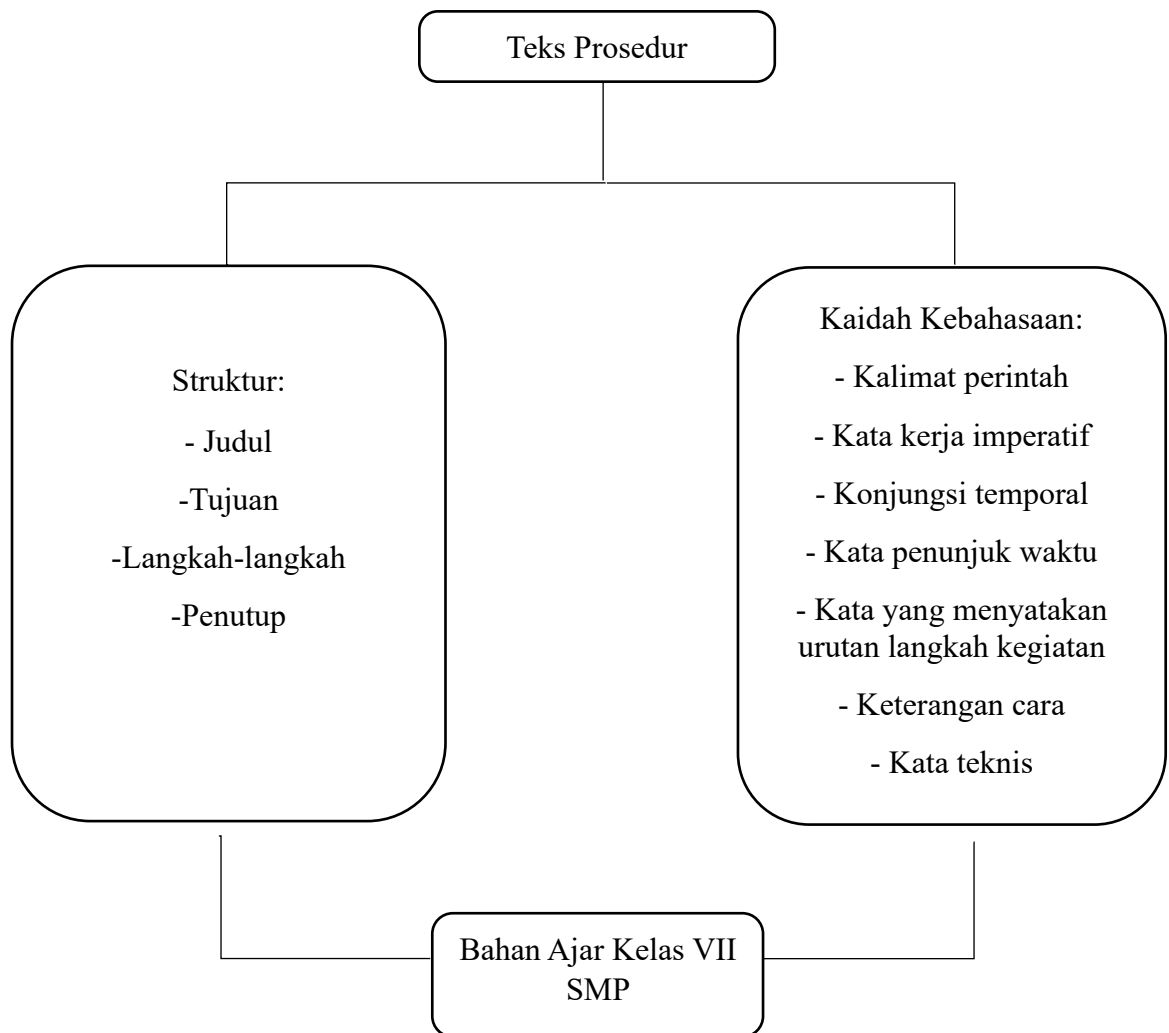 Teks Prosedur
Struktur:
- Judul
-Tujuan
-Langkah-langkah
-Penutup
Kaidah Kebahasaan:
- Kalimat perintah
- Kata kerja imperatif
- Konjungsi temporal
- Kata penunjuk waktu
- Kata yang menyatakan
urutan langkah kegiatan
- Keterangan cara
- Kata teknis
Bahan Ajar Kelas VII
SMP